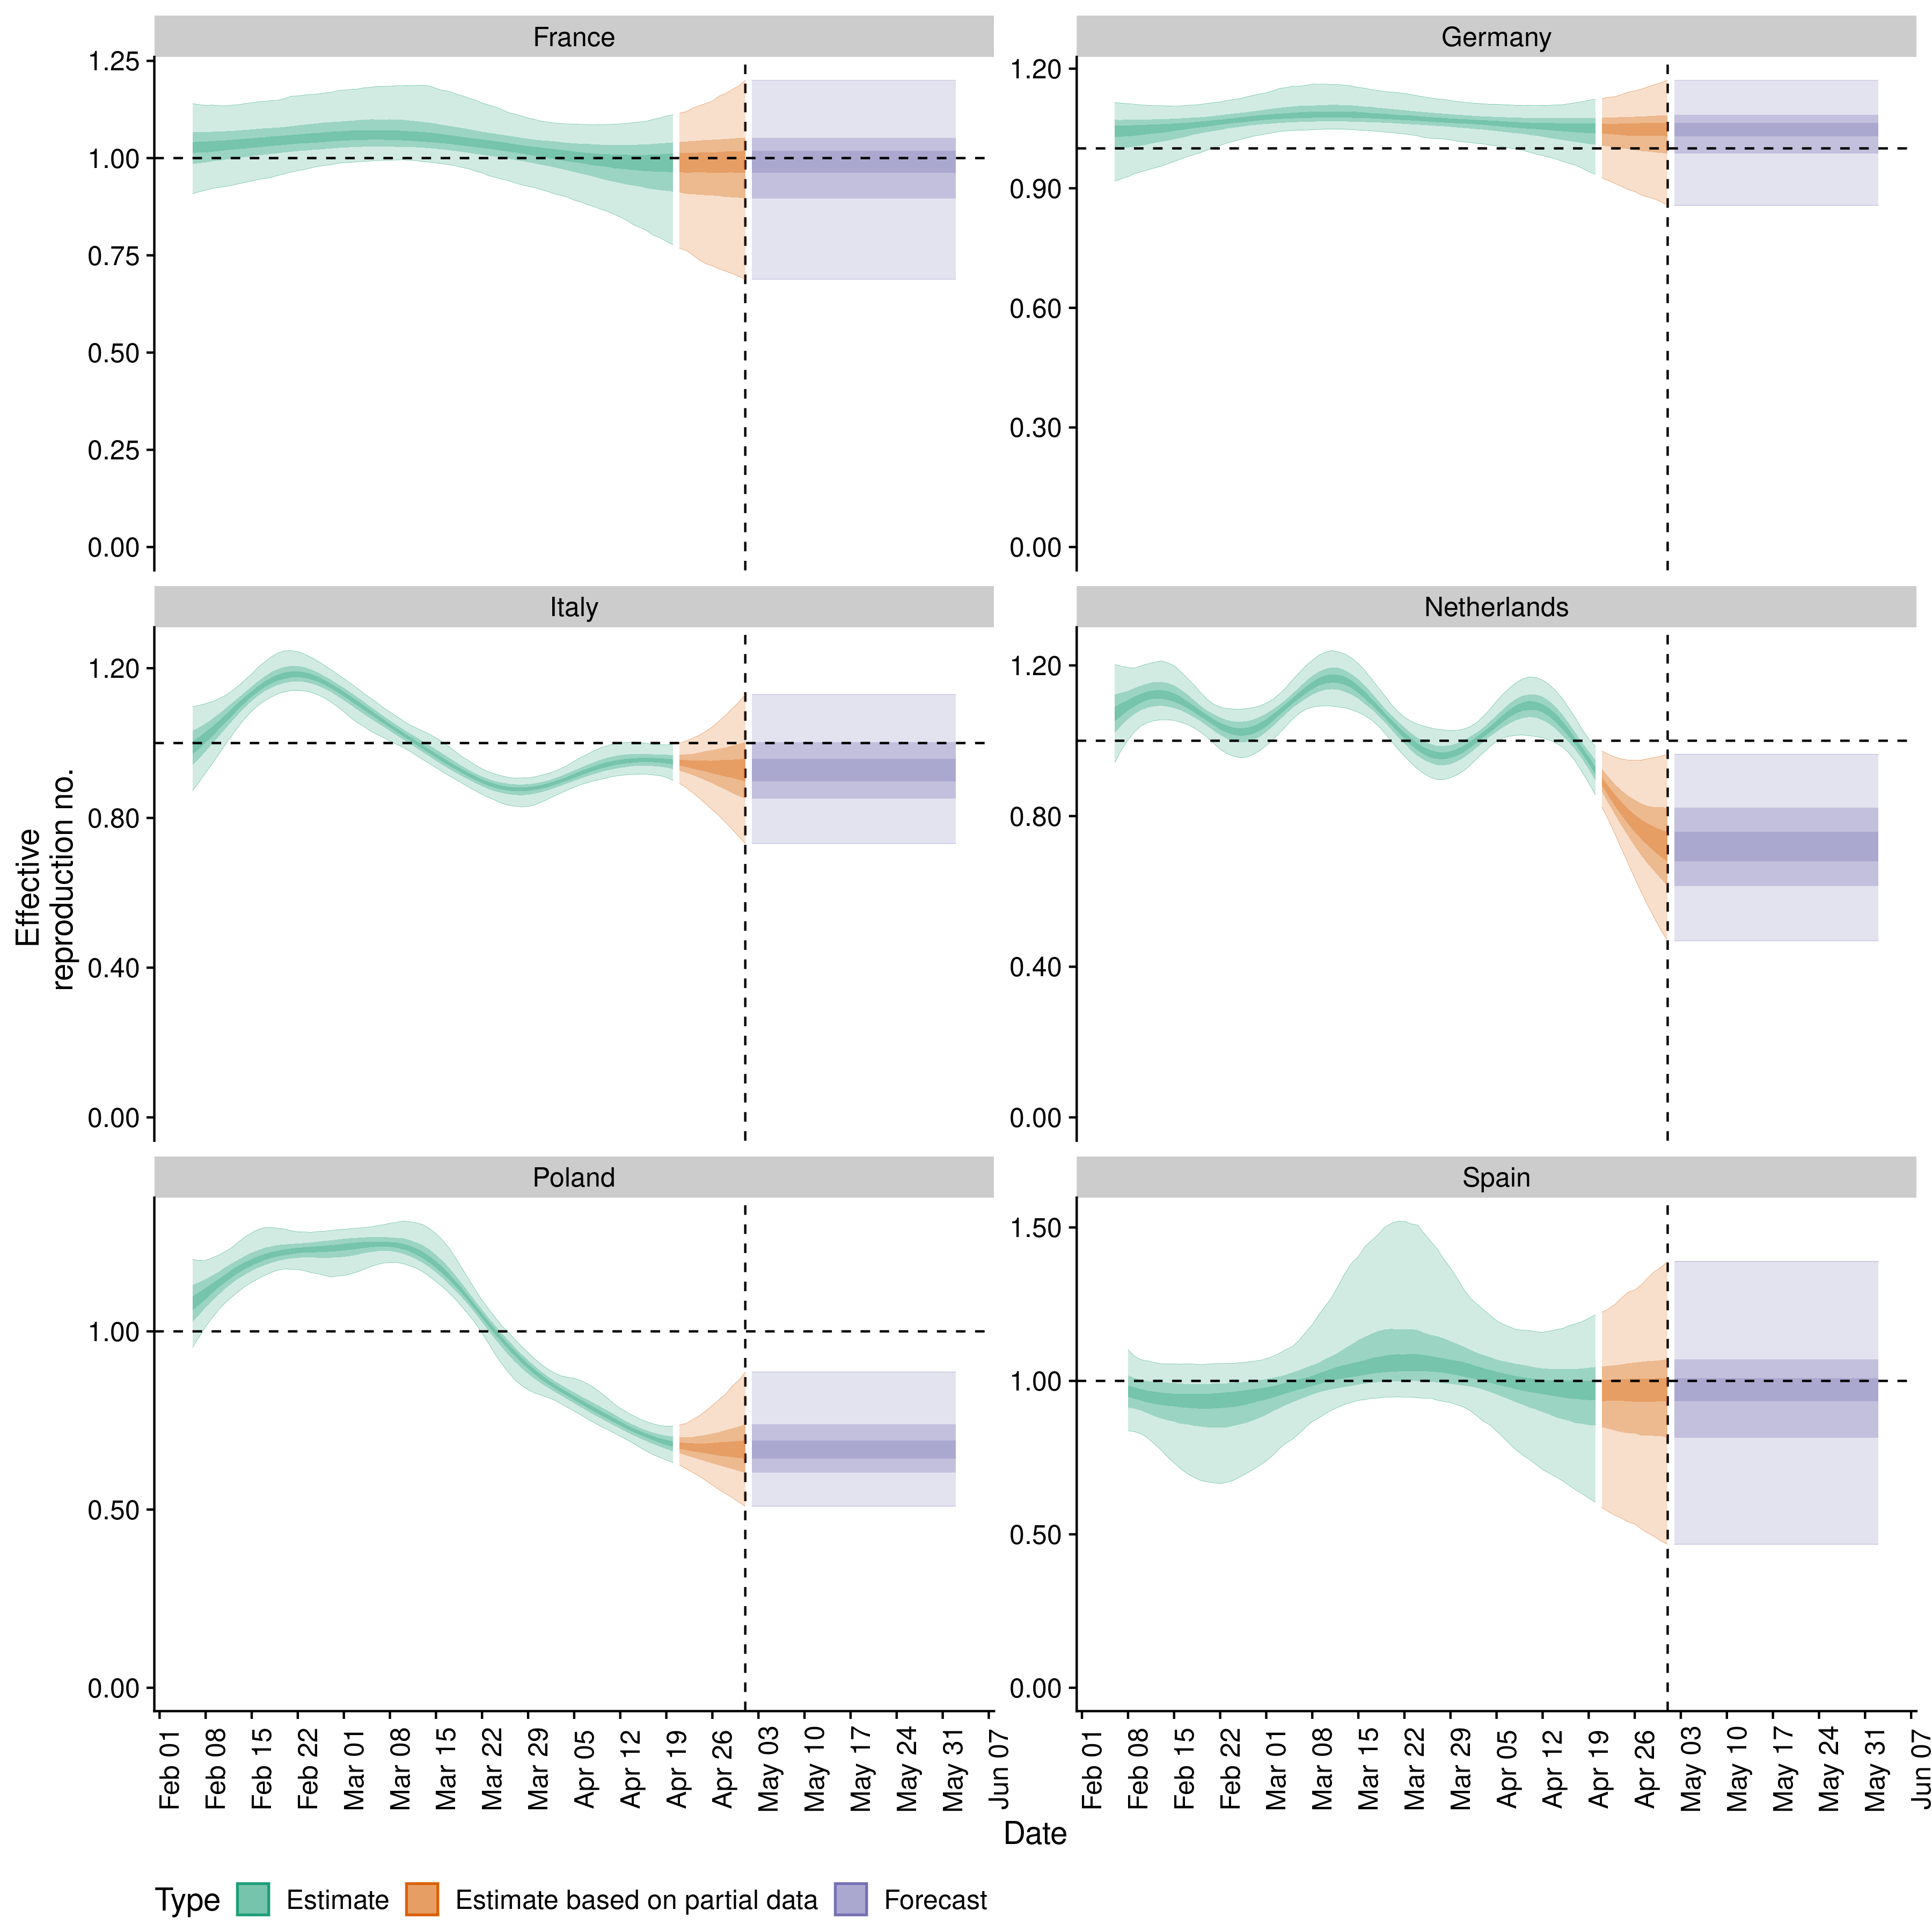 France
Germany
1.25
1.00
0.75
0.50
0.25
0.00
1.20
0.90
0.60
0.30
0.00
Italy
Netherlands
1.20
0.80
0.40
0.00
1.20
0.80
0.40
0.00
Effective
reproduction no.
Poland
Spain
1.00
0.50
0.00
1.50
1.00
0.50
0.00
Feb 01
Feb 08
Feb 15
Feb 22
Mar 01
Mar 08
Mar 15
Mar 22
Mar 29
Apr 05
Apr 12
Apr 19
Apr 26
May 03
May 10
May 17
May 24
May 31
Jun 07
Feb 01
Feb 08
Feb 15
Feb 22
Mar 01
Mar 08
Mar 15
Mar 22
Mar 29
Apr 05
Apr 12
Apr 19
Apr 26
May 03
May 10
May 17
May 24
May 31
Jun 07
Date
Type Estimate Estimate based on partial data Forecast